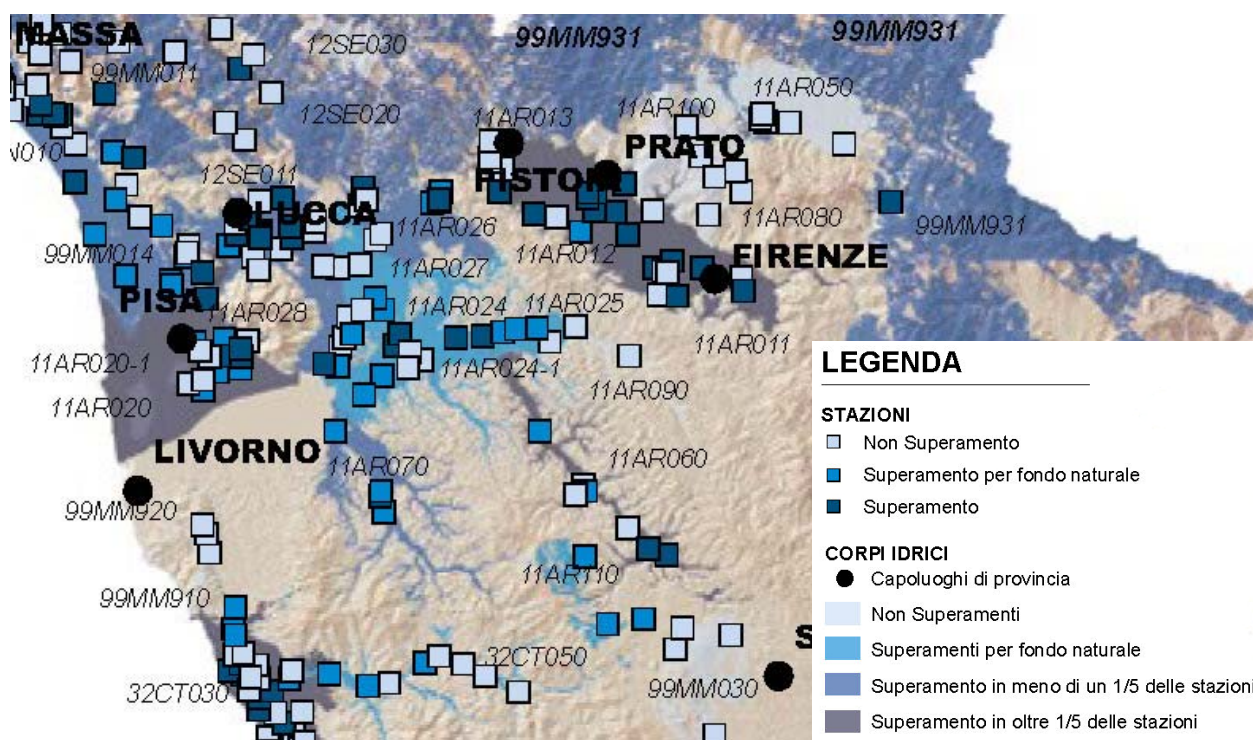 MASSA
99MM011
12SE030
99MM931
99MM931
11AR050
11AR100
11AR013
12SE020
PRATO
12SE011
LUCCA
11AR026
11AR080
99MM931
99MM014
11AR027
11AR012
FIRENZE
PISA
11AR028
11AR024
11AR025
11AR011
11AR020-1
11AR024-1
11AR090
11AR020
LIVORNO
11AR070
11AR060
99MM920
11AR110
99MM910
32CT050
32CT030
99MM030
S
LEGENDA
STAZIONI
Non Superamento
Superamento per fondo naturale
Superamento
CORPI IDRICI
Capoluoghi di provincia
Non Superamenti
Superamenti per fondo naturale
Superamento in meno di un 1/5 delle stazioni
Superamento in oltre 1/5 delle stazioni